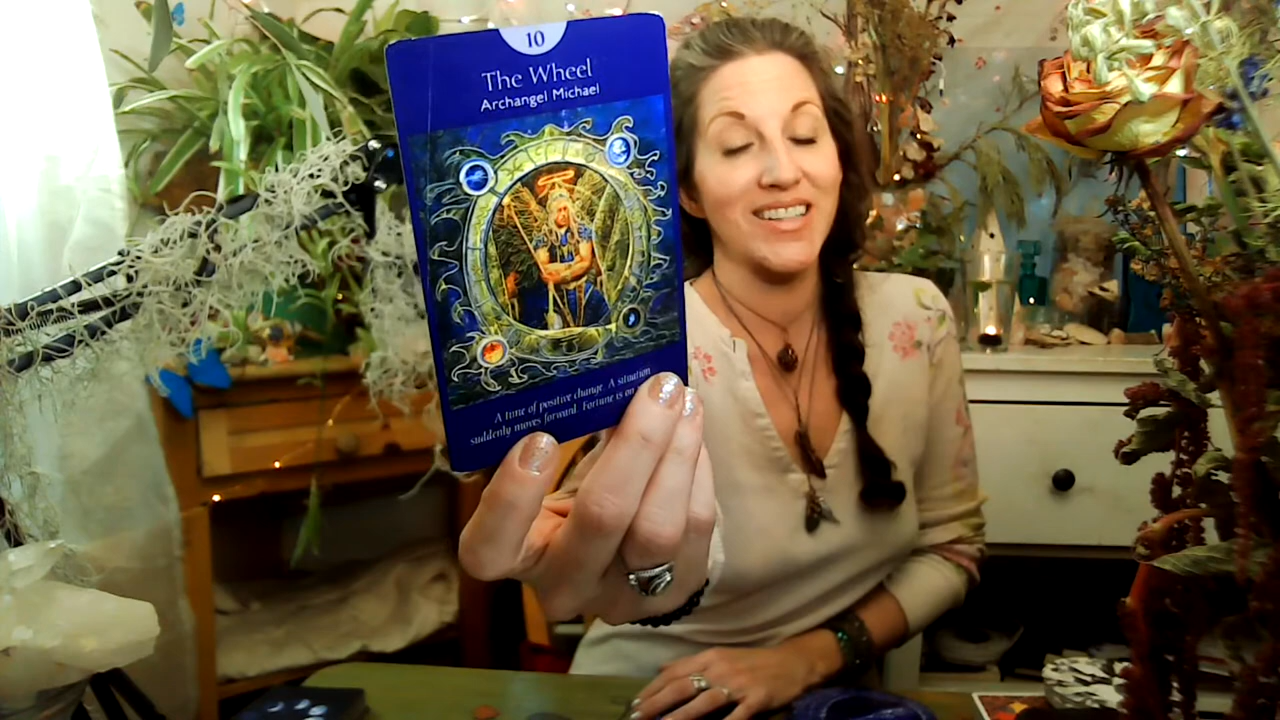 10
The Wheel
Archangel Michael
A time of positive change. A situation
suddenly moves forward. Fortune is on